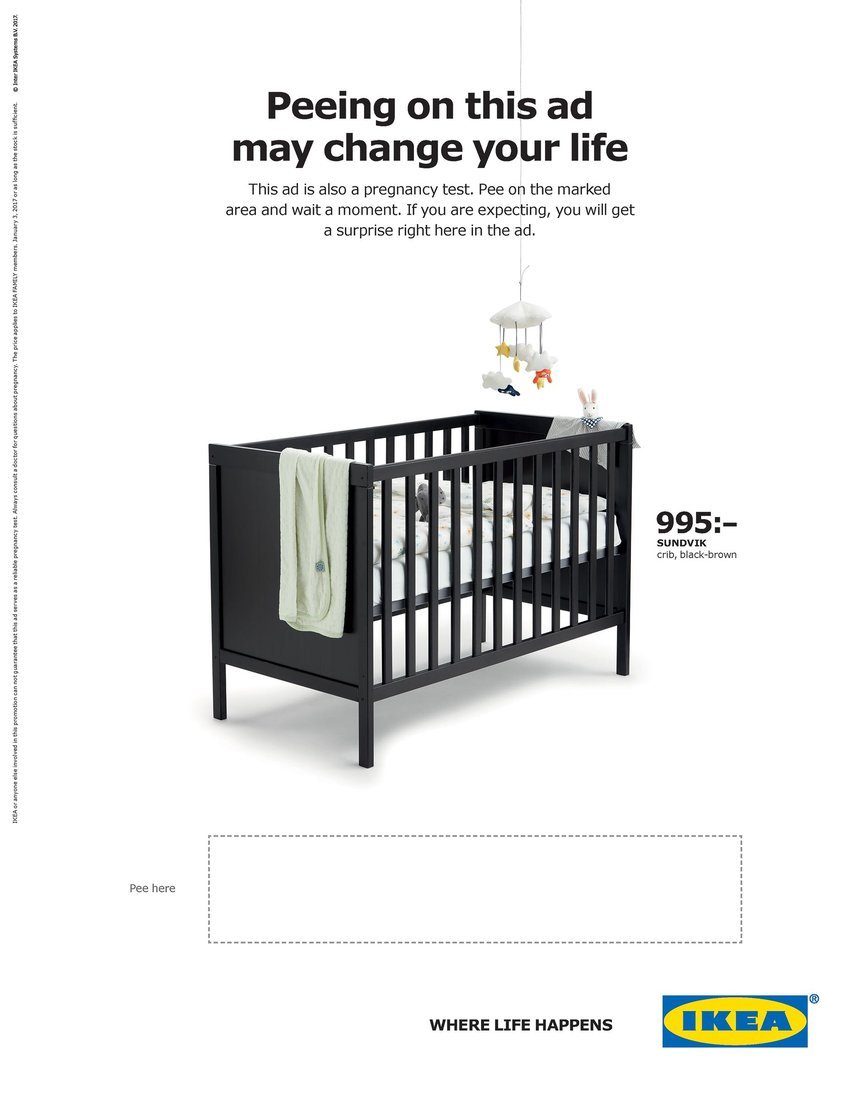 Peeing on this ad
may change your life
This ad is also a pregnancy test. Pee on the marked
area and wait a moment. If you are expecting, you will get
a surprise right here in the ad.
995:–
SUNDVIK
crib, black-brown
Pee here
WHERE LIFE HAPPENS
IKEA®
IKEA or anyone else involved in this promotion can not guarantee that this ad serves as a reliable pregnancy test. Always consult a doctor for questions about pregnancy. The price applies to IKEA FAMILY members. January 3, 2017 or as long as the stock is sufficient. © Inter IKEA Systems B.V. 2017.